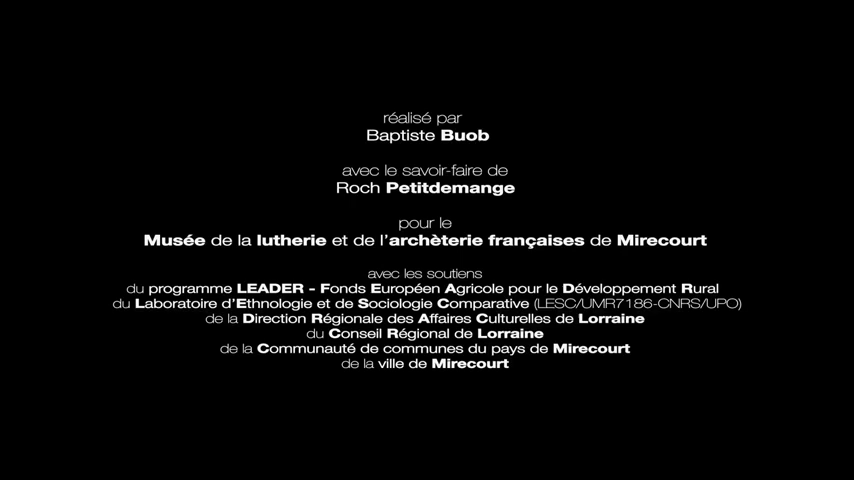 réalisé par
Baptiste Buob
avec le savoir-faire de
Roch Petitdemange
pour le
Musée de la lutherie et de l'archèterie françaises de Mirecourt
avec les soutiens
du programme LEADER - Fonds Européen Agricole pour le Développement Rural
du Laboratoire d'Ethnologie et de Sociologie Comparative (LESC/UMR7186-CNRS/UPO)
de la Direction Régionale des Affaires Culturelles de Lorraine
du Conseil Régional de Lorraine
de la Communauté de communes du pays de Mirecourt
de la ville de Mirecourt